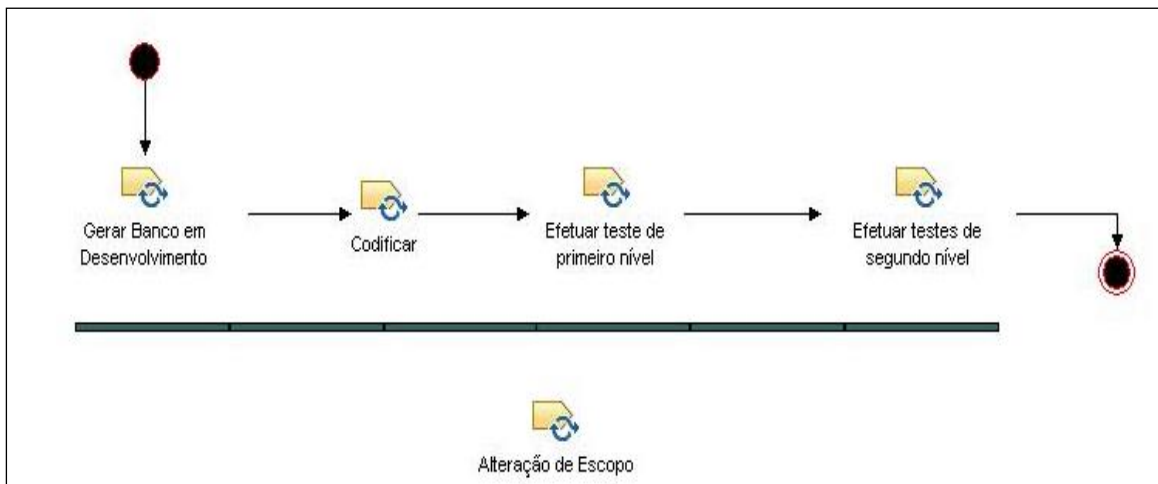 Gerar Banco em
Desenvolvimento
Codificar
Efetuar teste de
primeiro nível
Efetuar testes de
segundo nível
Alteração de Escopo